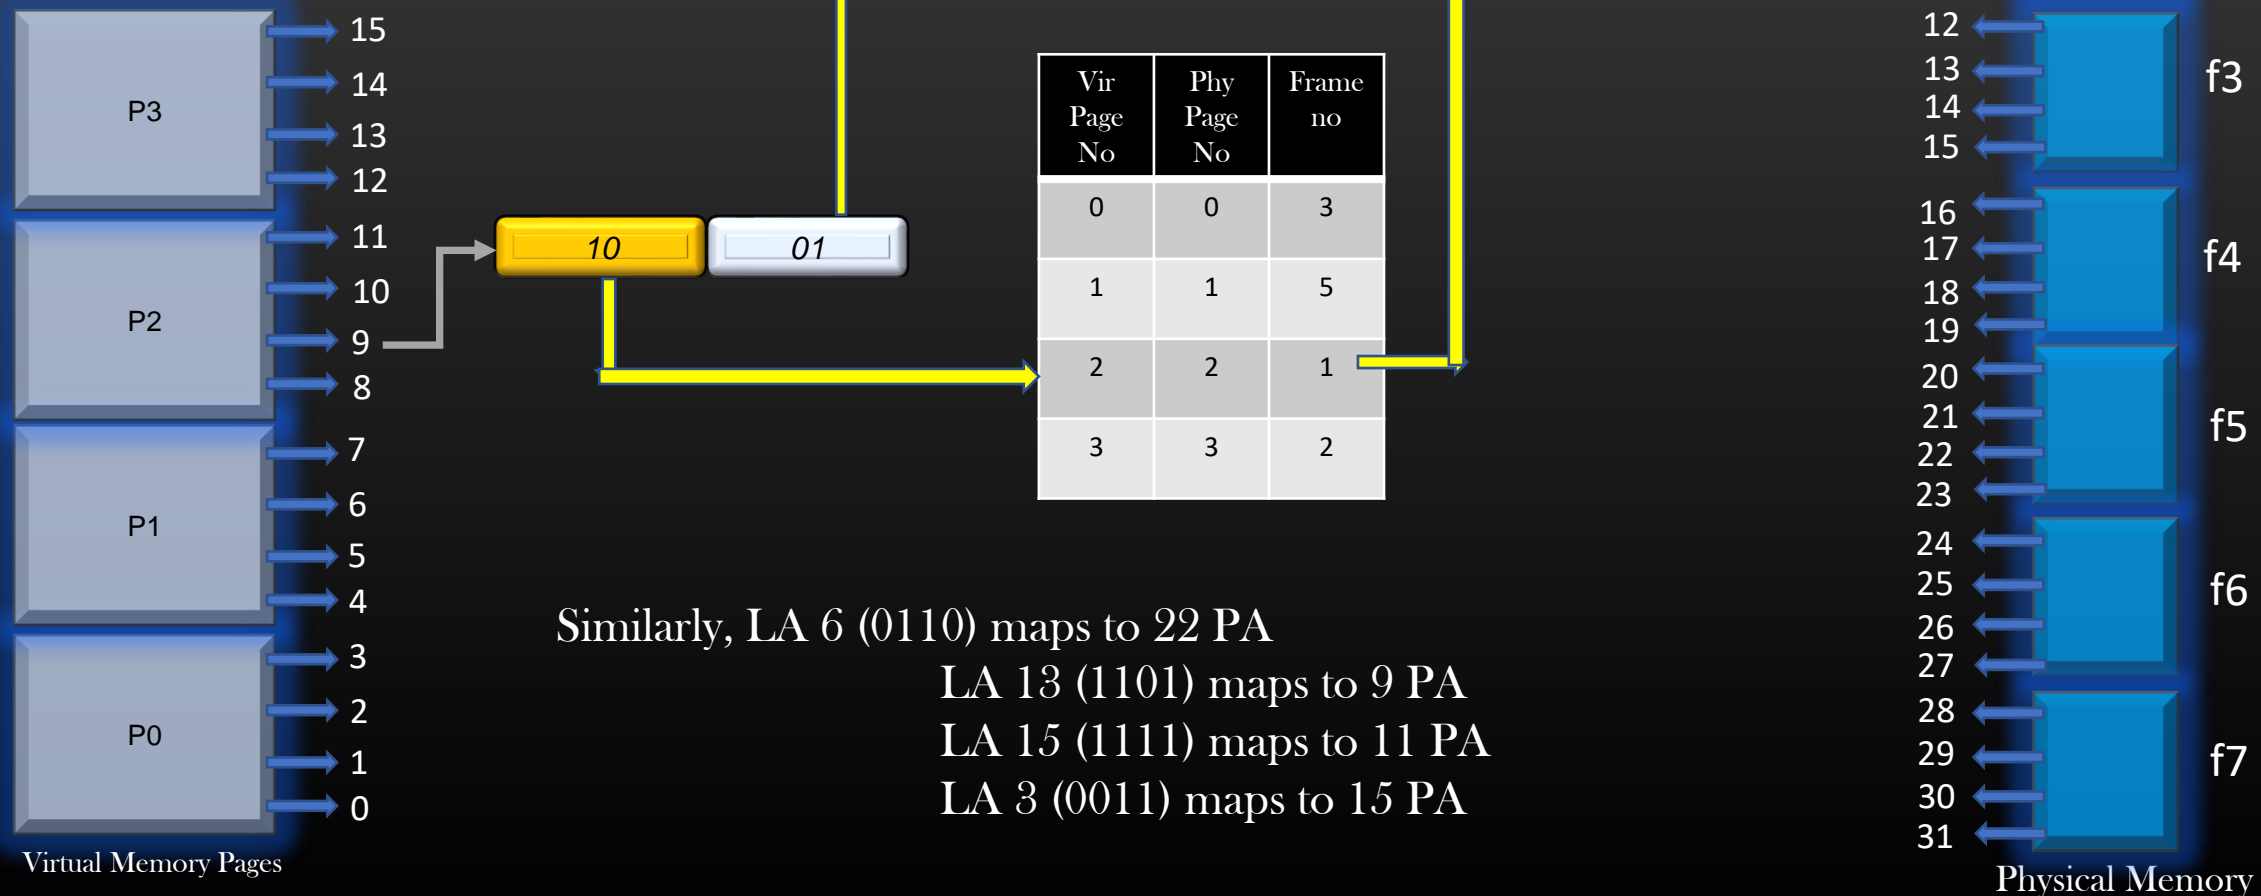 P3
15
14
13
12
P2
11
10
9
8
P1
7
6
5
4
P0
3
2
1
0
Virtual Memory Pages
10 01
Vir Page No Phy Page No Frame no
0 0 3
1 1 5
2 2 1
3 3 2
Similarly, LA 6 (0110) maps to 22 PA
LA 13 (1101) maps to 9 PA
LA 15 (1111) maps to 11 PA
LA 3 (0011) maps to 15 PA
12
13
14
15
f3
16
17
18
19
f4
20
21
22
23
f5
24
25
26
27
f6
28
29
30
31
f7
Physical Memory